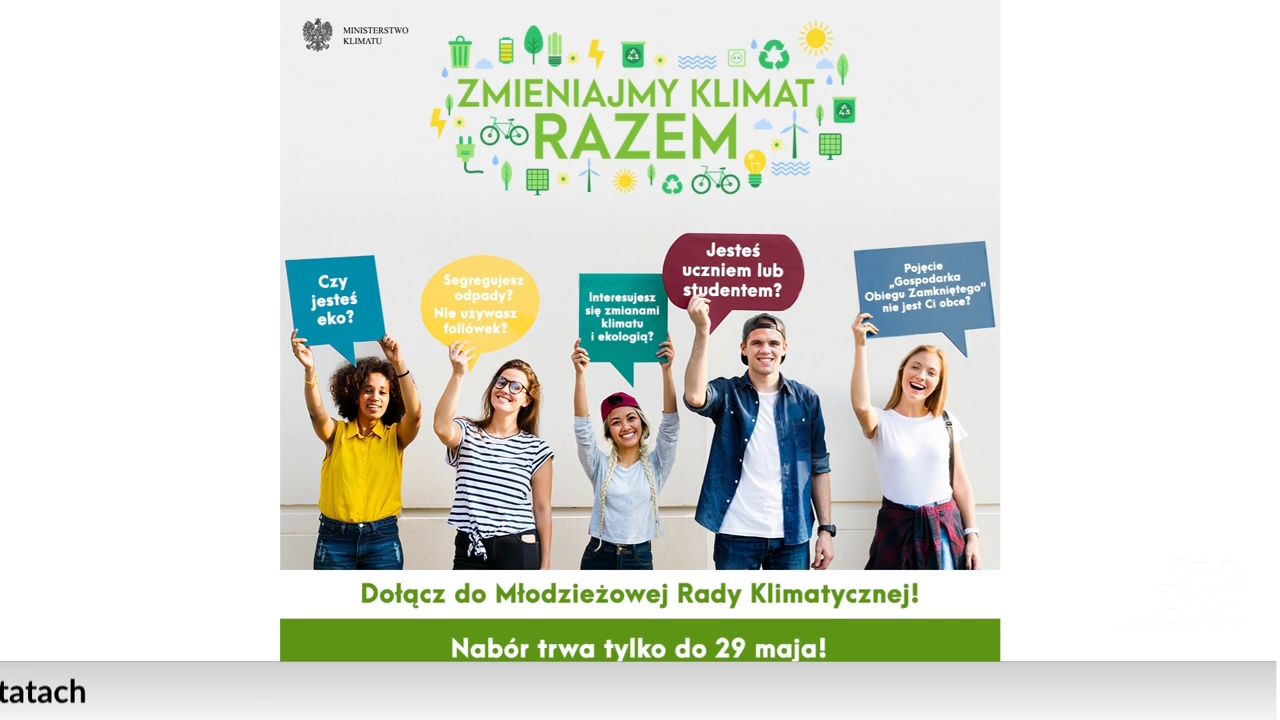 MINISTERSTWO
KLIMATU
ZMIENIAJMY KLIMAT
RAZEM
Czy
jesteś
eko?
Segregujesz
odpady?
Nie używasz
foliówek?
Interesujesz
się zmianami
klimatu
i ekologią?
Jesteś
uczniem lub
studentem?
Pojęcie
„Gospodarka
Obiegu Zamkniętego"
nie jest Ci obce?
Dołącz do Młodzieżowej Rady Klimatycznej!
Nabór trwa tylko do 29 maja!
tatach